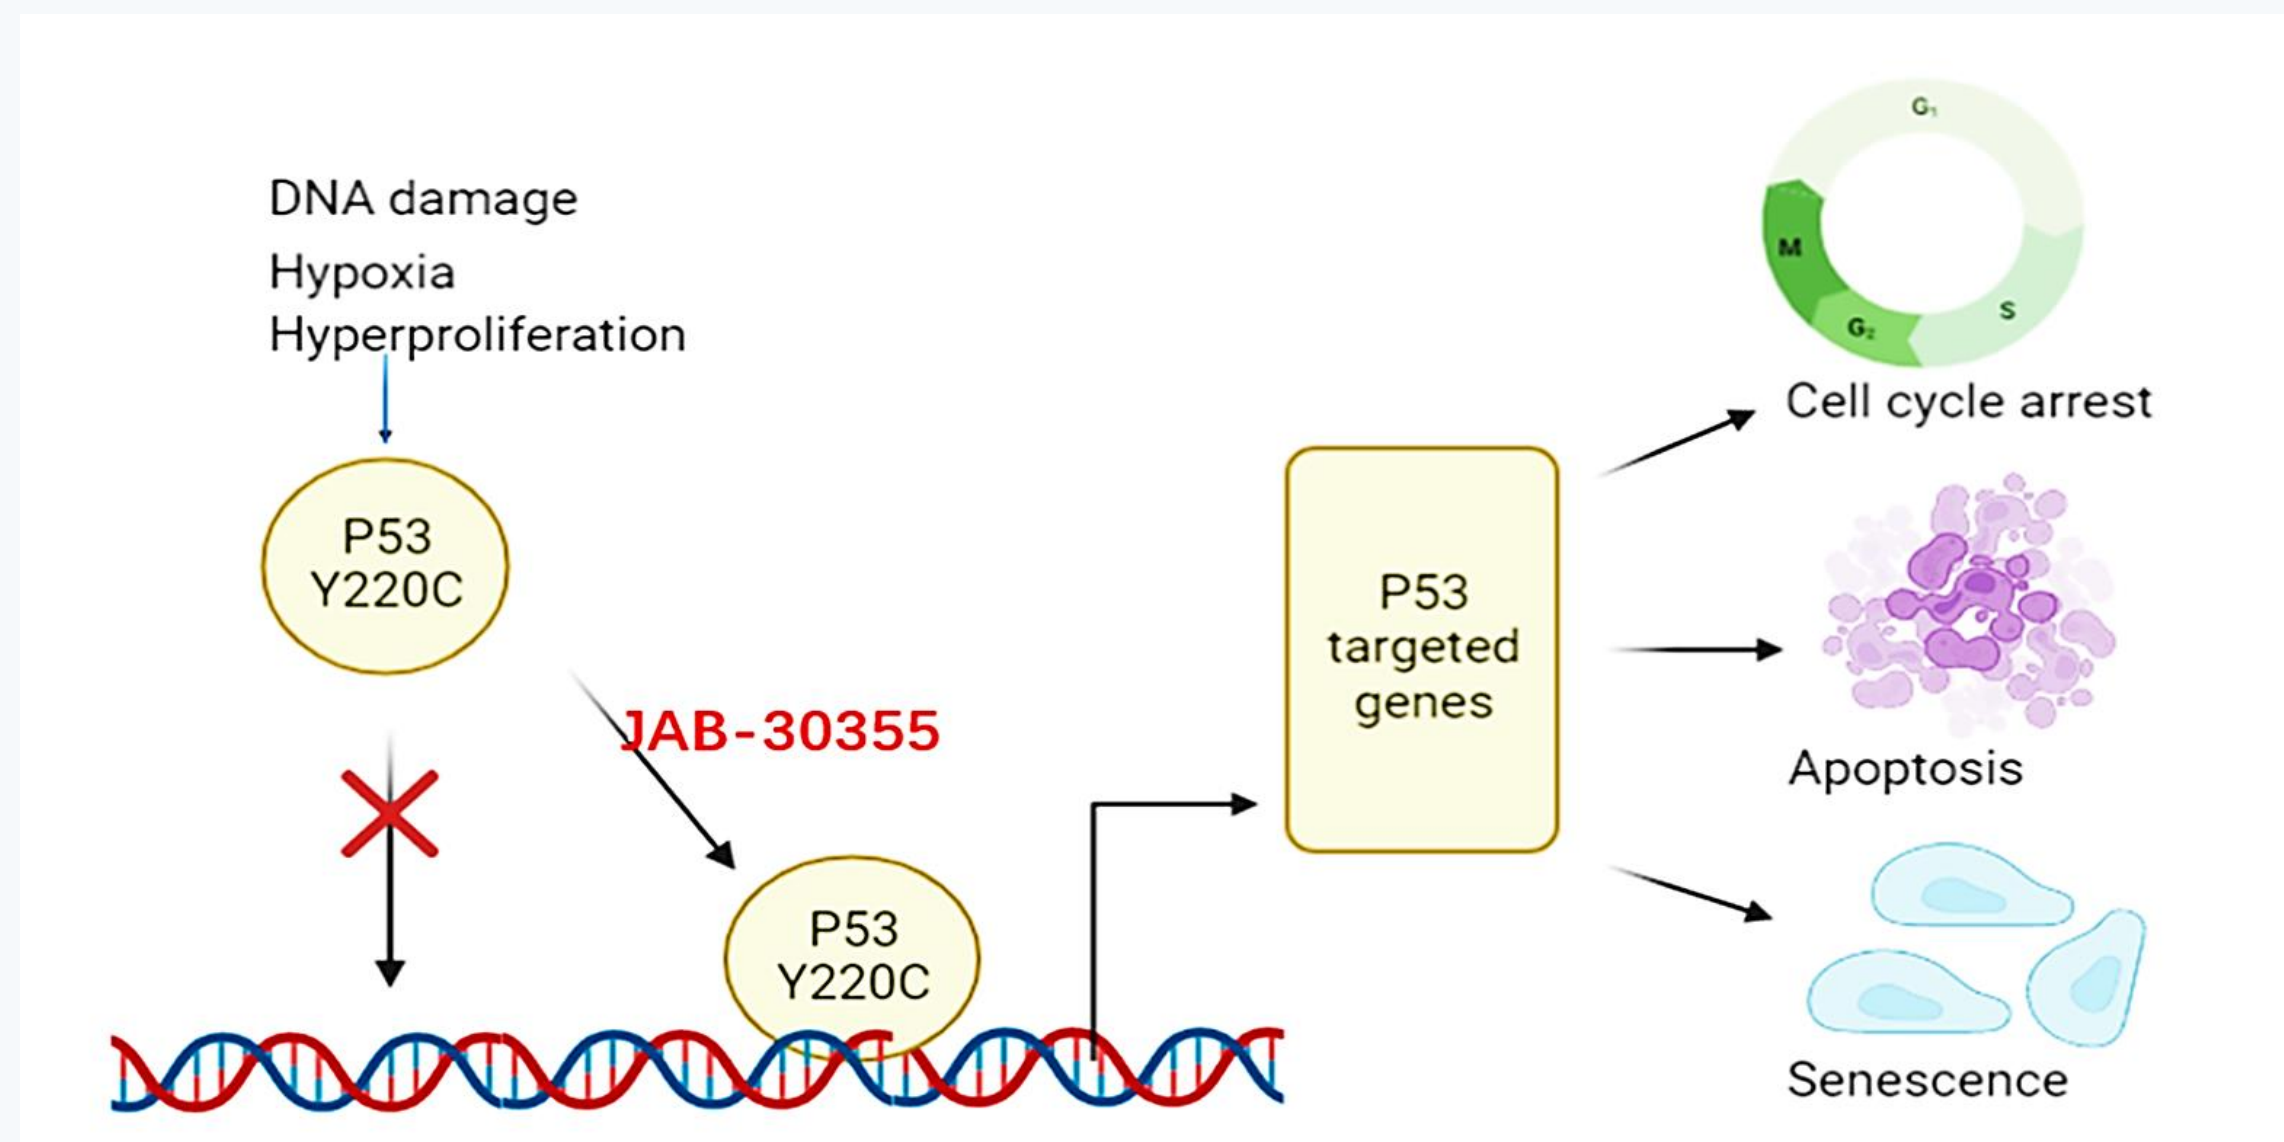 DNA damage
Hypoxia
Hyperproliferation
P53
Y220C
JAB-30355
P53
Y220C
P53
targeted
genes
G₁
M
S
G₂
Cell cycle arrest
Apoptosis
Senescence